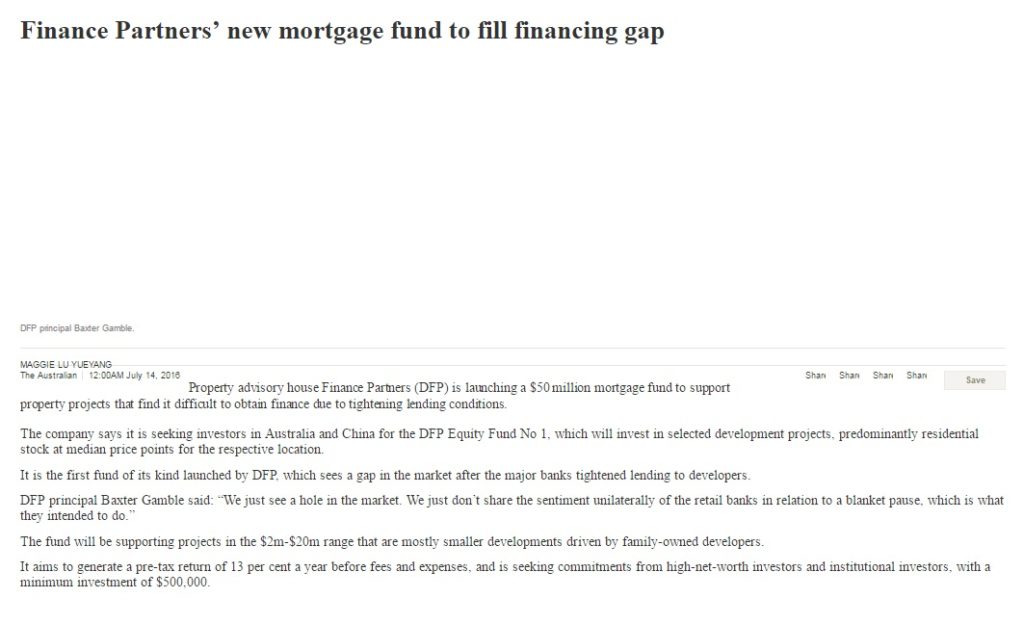 Finance Partners’ new mortgage fund to fill financing gap
DFP principal Baxter Gamble.
MAGGIE LU YUEYANG
The Australian | 12:00AM July 14, 2016
Shan Shan Shan Shan
Save
Property advisory house Finance Partners (DFP) is launching a $50 million mortgage fund to support
property projects that find it difficult to obtain finance due to tightening lending conditions.
The company says it is seeking investors in Australia and China for the DFP Equity Fund No 1, which will invest in selected development projects, predominantly residential
stock at median price points for the respective location.
It is the first fund of its kind launched by DFP, which sees a gap in the market after the major banks tightened lending to developers.
DFP principal Baxter Gamble said: “We just see a hole in the market. We just don’t share the sentiment unilaterally of the retail banks in relation to a blanket pause, which is what
they intended to do.”
The fund will be supporting projects in the $2m-$20m range that are mostly smaller developments driven by family-owned developers.
It aims to generate a pre-tax return of 13 per cent a year before fees and expenses, and is seeking commitments from high-net-worth investors and institutional investors, with a
minimum investment of $500,000.